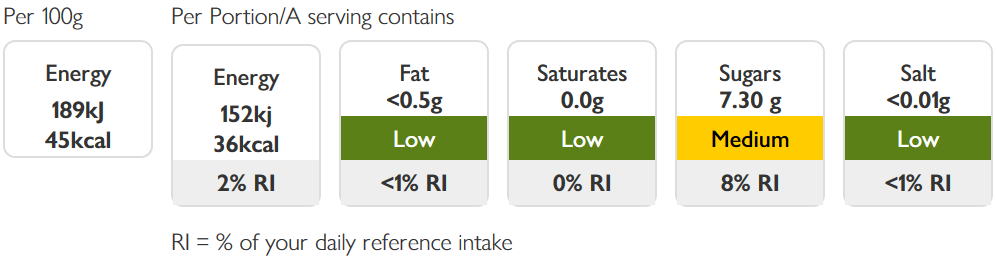 Per 100g
Per Portion/A serving contains
Energy
189kJ
45kcal
Energy
152kj
36kcal
2% RI
Fat
<0.5g
Low
<1% RI
Saturates
0.0g
Low
0% RI
Sugars
7.30 g
Medium
8% RI
Salt
<0.01g
Low
<1% RI
RI = % of your daily reference intake